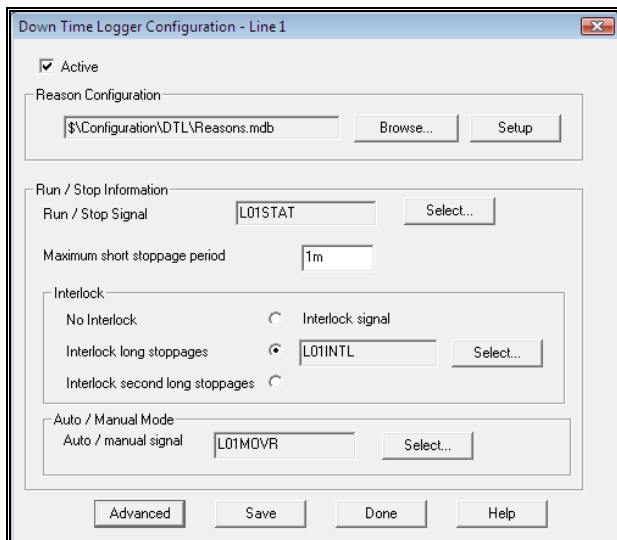 Down Time Logger Configuration - Line 1
Active
Reason Configuration
$\Configuration\DTL\Reasons.mdb Browse... Setup
Run / Stop Information
Run / Stop Signal L01STAT Select...
Maximum short stoppage period 1m
Interlock
No Interlock Interlock signal
Interlock long stoppages L01INTL Select...
Interlock second long stoppages
Auto / Manual Mode
Auto / manual signal L01MOVR Select...
Advanced Save Done Help